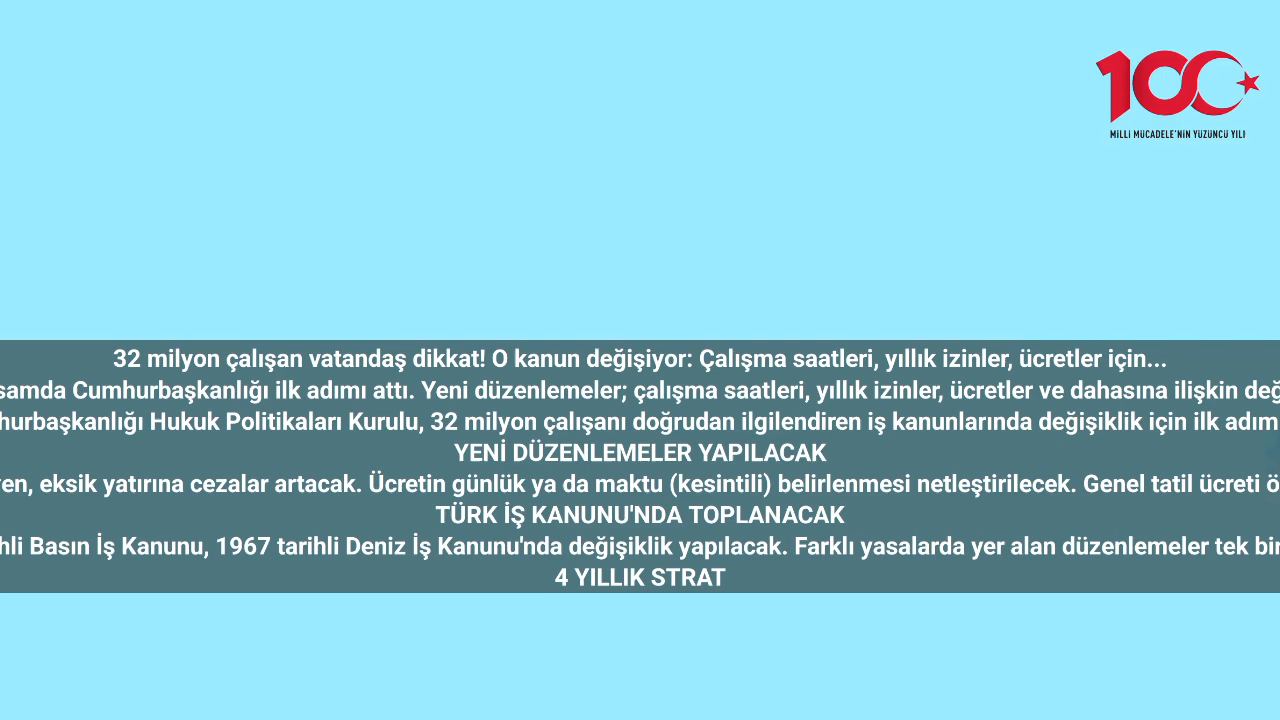 100
MİLLİ MÜCADELE'NİN YÜZÜNCÜ YILI
32 milyon çalışan vatandaş dikkat! O kanun değişiyor: Çalışma saatleri, yıllık izinler, ücretler için...
samda Cumhurbaşkanlığı ilk adımı attı. Yeni düzenlemeler; çalışma saatleri, yıllık izinler, ücretler ve dahasına ilişkin değ
hurbaşkanlığı Hukuk Politikaları Kurulu, 32 milyon çalışanı doğrudan ilgilendiren iş kanunlarında değişiklik için ilk adım
YENİ DÜZENLEMELER YAPILACAK
en, eksik yatırına cezalar artacak. Ücretin günlük ya da maktu (kesintili) belirlenmesi netleştirilecek. Genel tatil ücreti ö
TÜRK İŞ KANUNU'NDA TOPLANACAK
hli Basın İş Kanunu, 1967 tarihli Deniz İş Kanunu'nda değişiklik yapılacak. Farklı yasalarda yer alan düzenlemeler tek bir
4 YILLIK STRAT